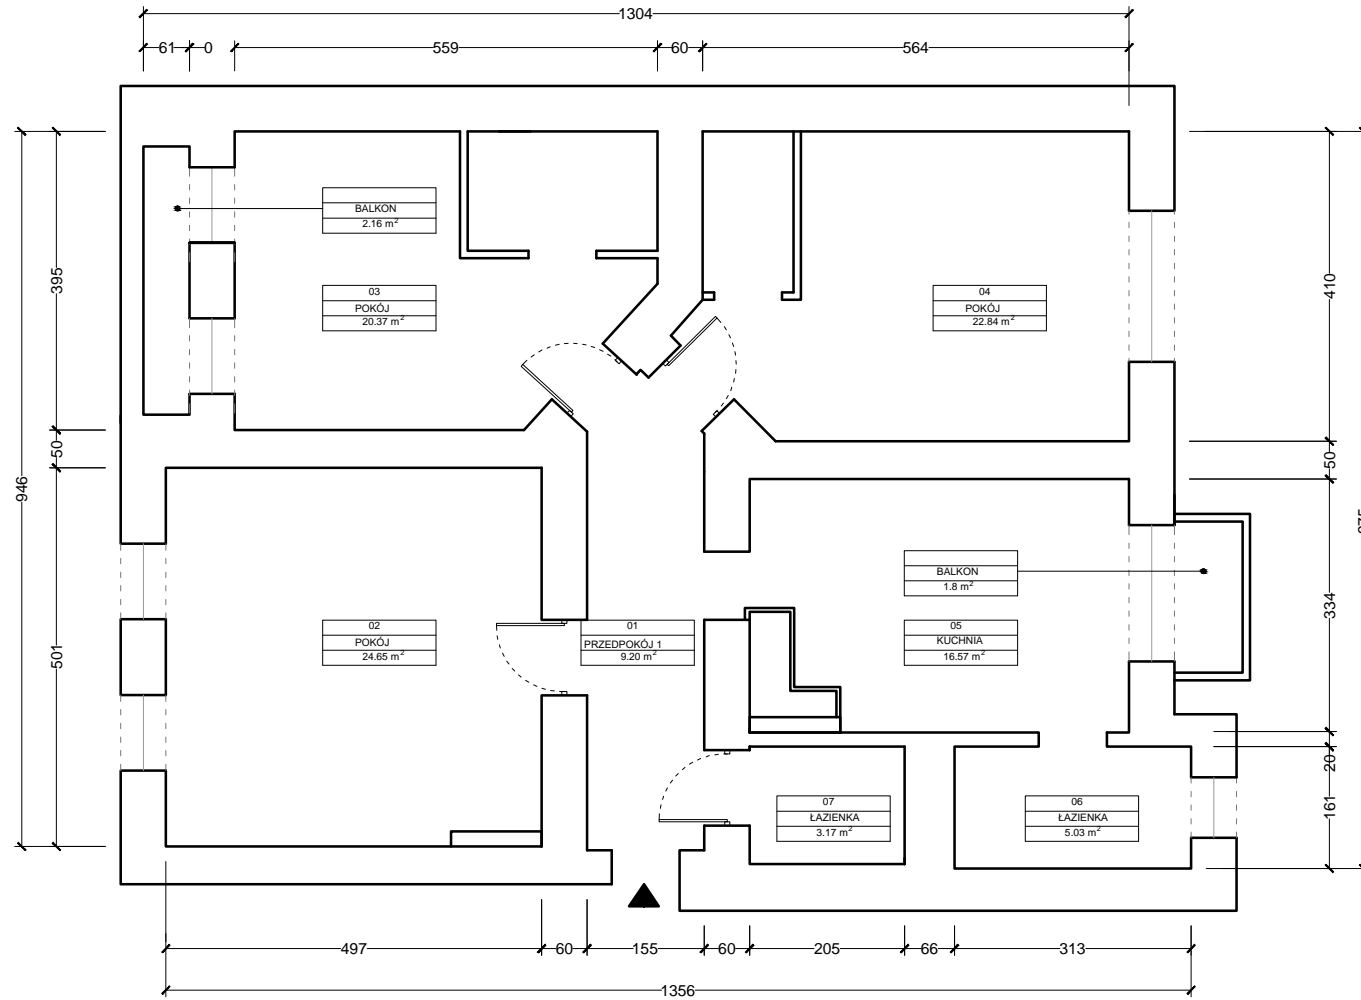 1304
61
0
559
60
564
BALKON
2.16 m²
03
POKÓJ
20.37 m²
04
POKÓJ
22.84 m²
946
395
50
501
410
50
334
20
161
BALKON
1.8 m²
02
POKÓJ
24.65 m²
01
PRZEDPOKÓJ 1
9.20 m²
05
KUCHNIA
16.57 m²
07
ŁAZIENKA
3.17 m²
06
ŁAZIENKA
5.03 m²
497
60
155
60
205
66
313
1356